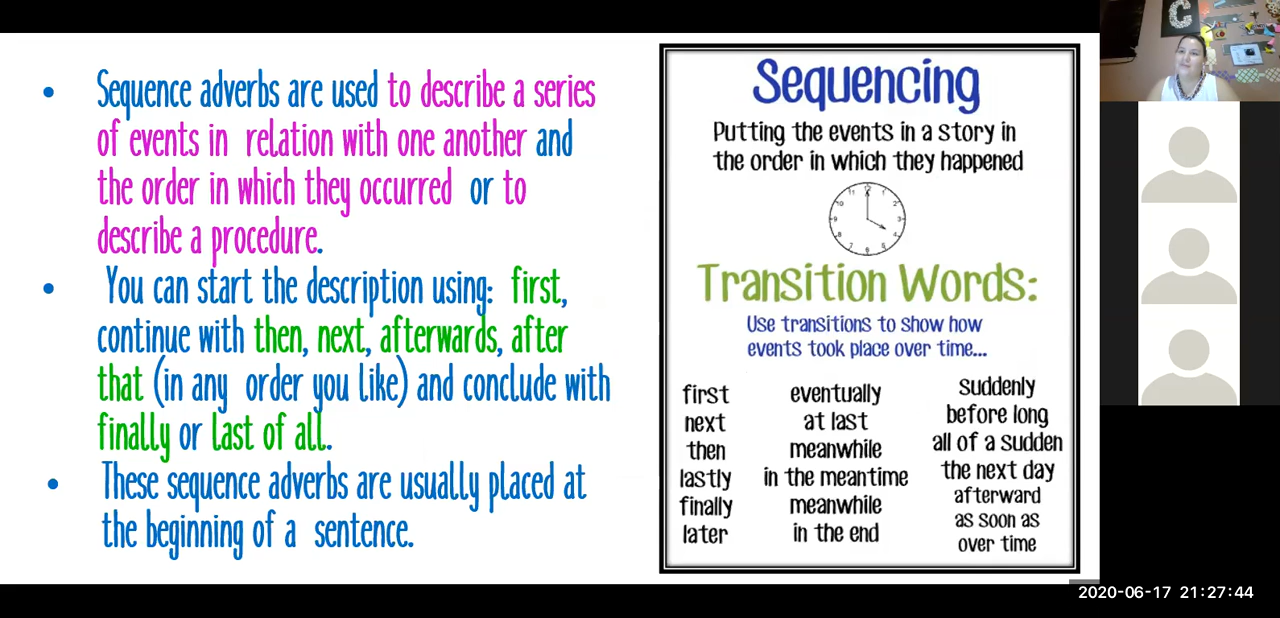 • Sequence adverbs are used to describe a series
of events in relation with one another and
the order in which they occurred or to
describe a procedure.
• You can start the description using: first,
continue with then, next, afterwards, after
that (in any order you like) and conclude with
finally or last of all.
• These sequence adverbs are usually placed at
the beginning of a sentence.
Sequencing
Putting the events in a story in
the order in which they happened
Transition Words:
Use transitions to show how
events took place over time...
first
next
then
lastly
finally
later
eventually
at last
meanwhile
in the meantime
meanwhile
in the end
suddenly
before long
all of a sudden
the next day
afterward
as soon as
over time
C
2020-06-17 21:27:44